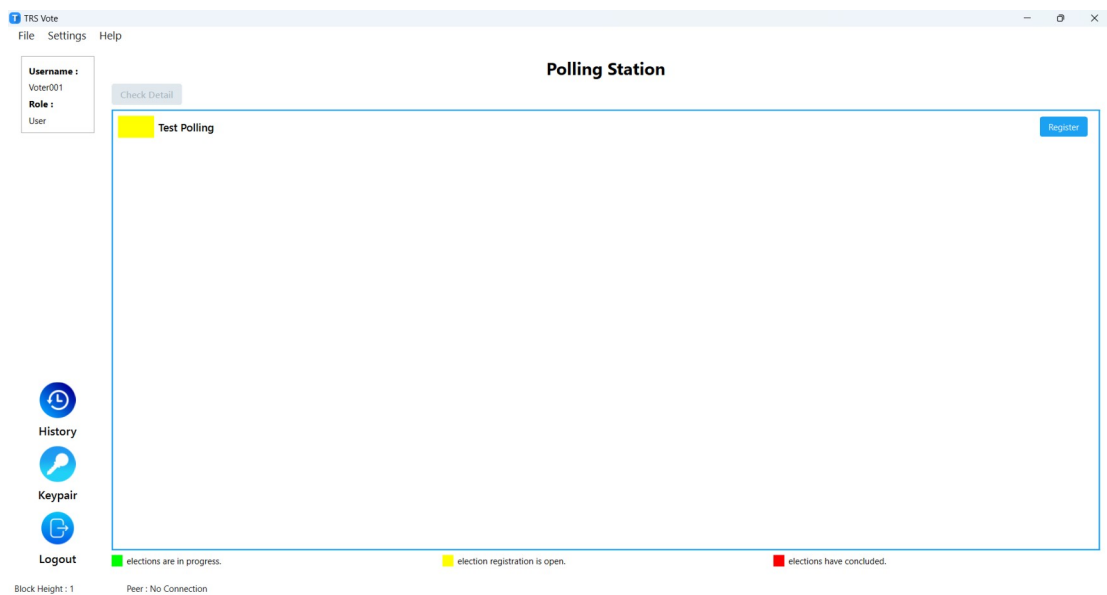 TRS Vote
File Settings Help
Username :
Voter001
Role :
User
Polling Station
Check Detail
Test Polling
Register
History
Keypair
Logout
elections are in progress.
election registration is open.
elections have concluded.
Block Height : 1
Peer : No Connection